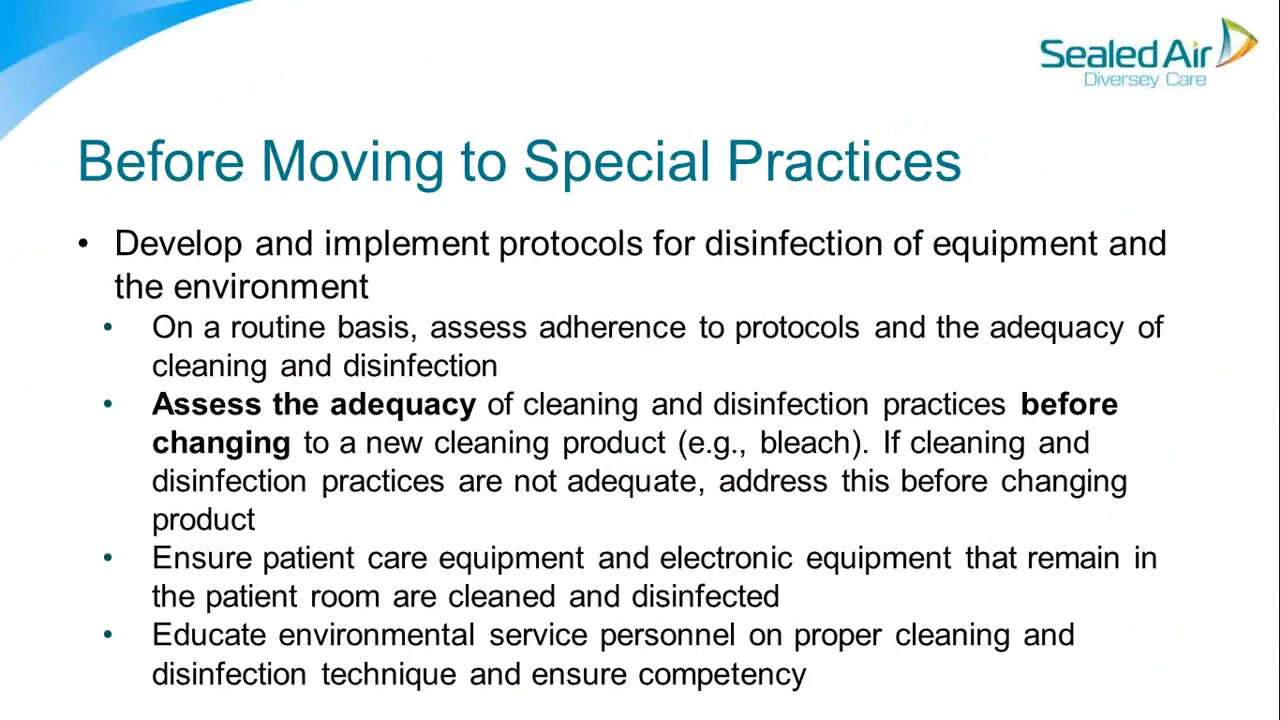 Sealed Air
Diversey Care
Before Moving to Special Practices
• Develop and implement protocols for disinfection of equipment and
the environment
• On a routine basis, assess adherence to protocols and the adequacy of
cleaning and disinfection
• Assess the adequacy of cleaning and disinfection practices before
changing to a new cleaning product (e.g., bleach). If cleaning and
disinfection practices are not adequate, address this before changing
product
• Ensure patient care equipment and electronic equipment that remain in
the patient room are cleaned and disinfected
• Educate environmental service personnel on proper cleaning and
disinfection technique and ensure competency